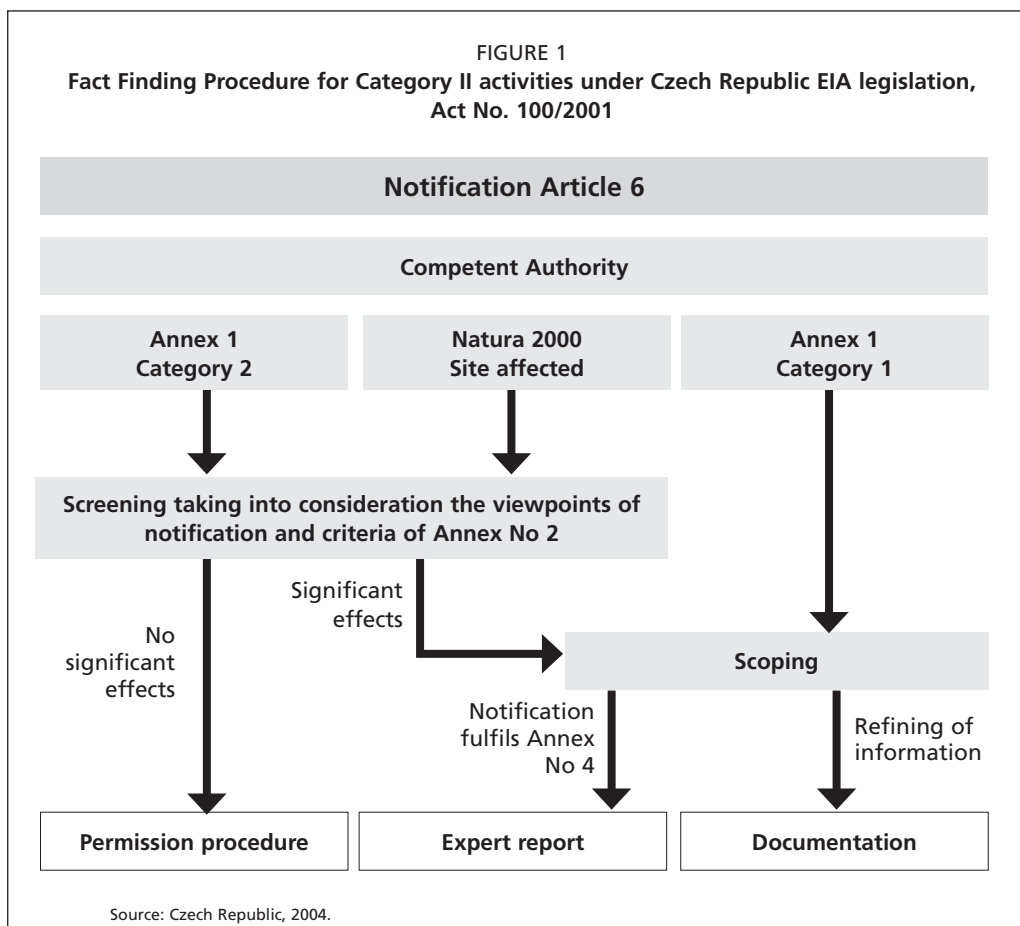 FIGURE 1
Fact Finding Procedure for Category II activities under Czech Republic EIA legislation,
Act No. 100/2001
Notification Article 6
Competent Authority
Annex 1
Category 2
Natura 2000
Site affected
Annex 1
Category 1
Screening taking into consideration the viewpoints of
notification and criteria of Annex No 2
No
significant
effects
Significant
effects
Scoping
Notification
fulfils Annex
No 4
Refining of
information
Permission procedure
Expert report
Documentation
Source: Czech Republic, 2004.